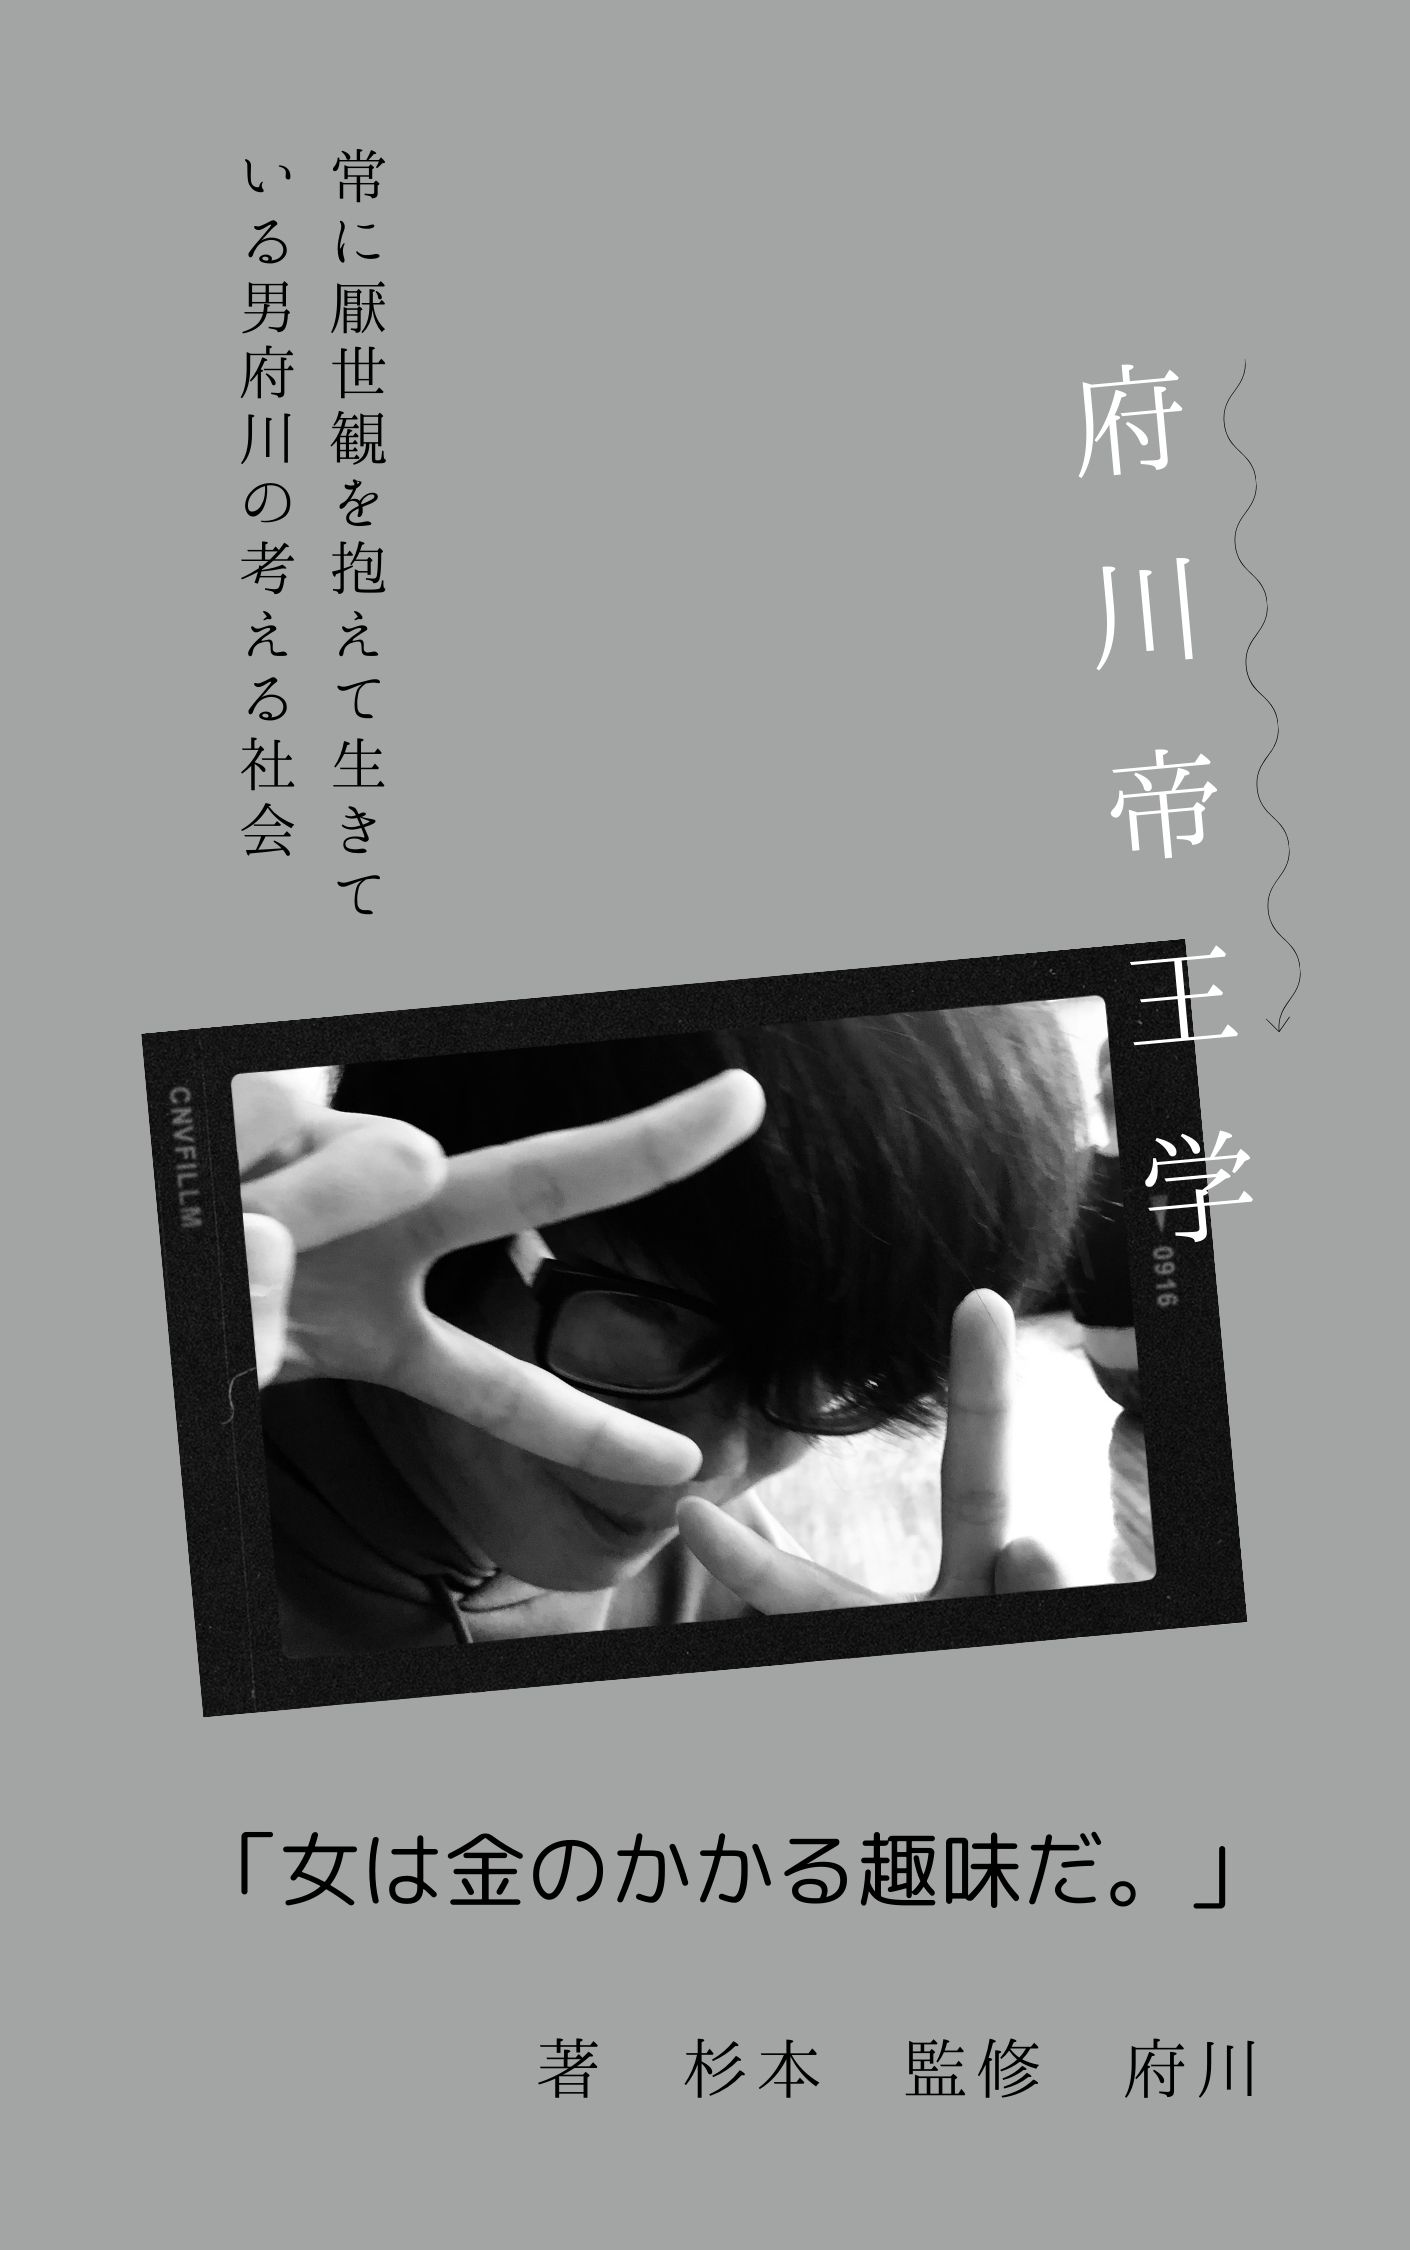 府川帝王学
常に厭世観を抱えて生きて
いる男府川の考える社会
CNVFILLM
0916
「女は金のかかる趣味だ。」
著　杉本　監修　府川